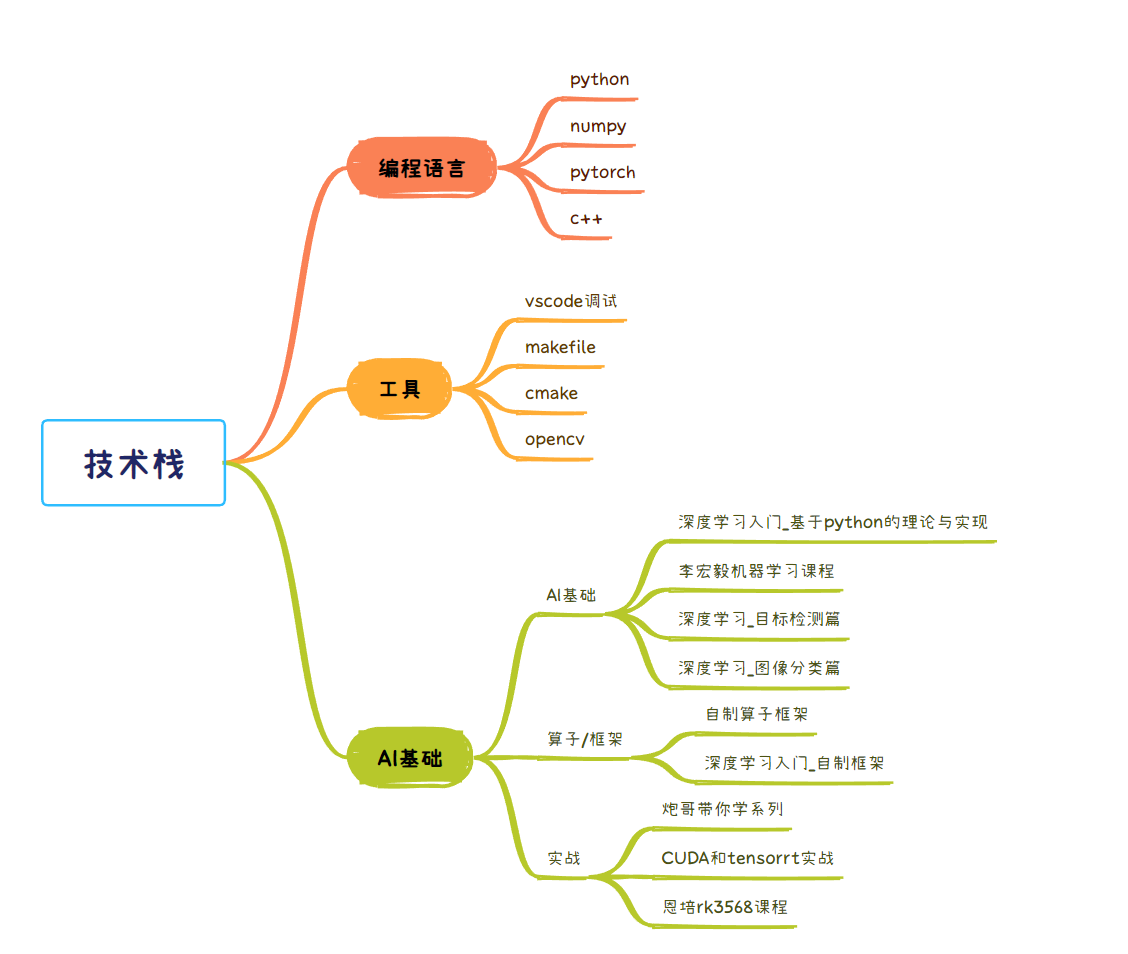 技术栈
编程语言
python
numpy
pytorch
c++
工具
vscode调试
makefile
cmake
opencv
AI基础
AI基础
深度学习入门_基于python的理论与实现
李宏毅机器学习课程
深度学习_目标检测篇
深度学习_图像分类篇
算子/框架
自制算子框架
深度学习入门_自制框架
实战
炮哥带你学系列
CUDA和tensorrt实战
恩培rk3568课程